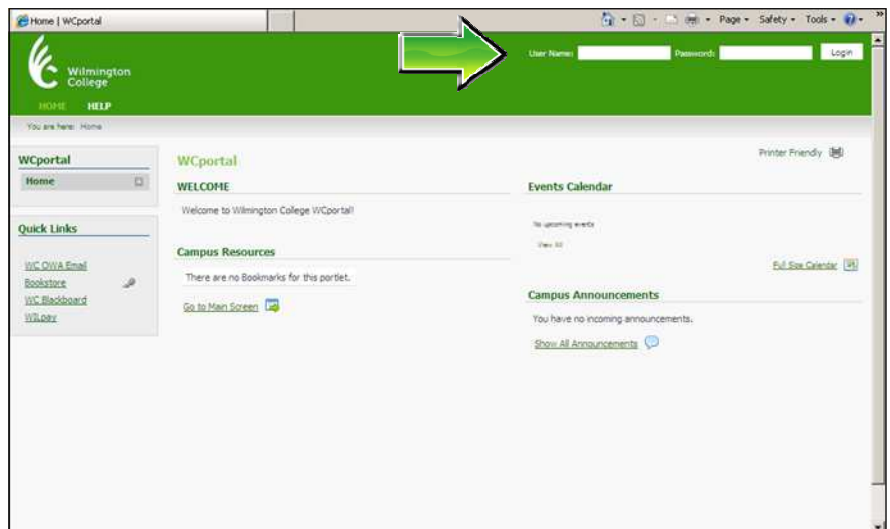 Home | WCportal
Page Safety Tools
Wilmington
College
User Name:
Password:
Login
HOME HELP
You are here: Home
WCportal
Home
Quick Links
WC OWA Email
Bookstore
WC Blackboard
WILpay
WCportal
Printer Friendly
WELCOME
Welcome to Wilmington College WCportal!
Campus Resources
There are no Bookmarks for this portlet.
Go to Main Screen
Events Calendar
No upcoming events
View All
Full Size Calendar
Campus Announcements
You have no incoming announcements.
Show All Announcements